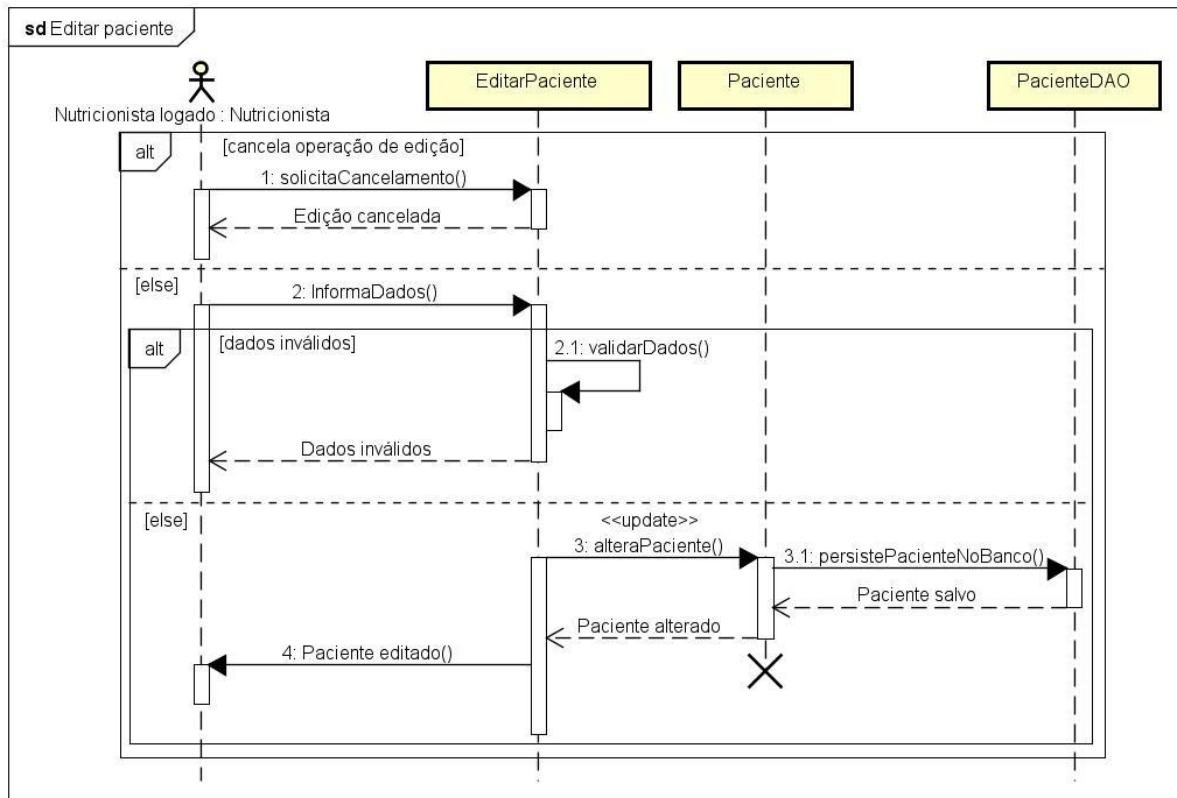 sd Editar paciente
EditarPaciente
Paciente
PacienteDAO
Nutricionista logado : Nutricionista
alt
[cancela operação de edição]
1: solicitaCancelamento()
Edição cancelada
[else]
2: InformaDados()
alt
[dados inválidos]
2.1: validarDados()
Dados inválidos
[else]
<<update>>
3: alteraPaciente()
3.1: persistePacienteNoBanco()
Paciente salvo
Paciente alterado
4: Paciente editado()